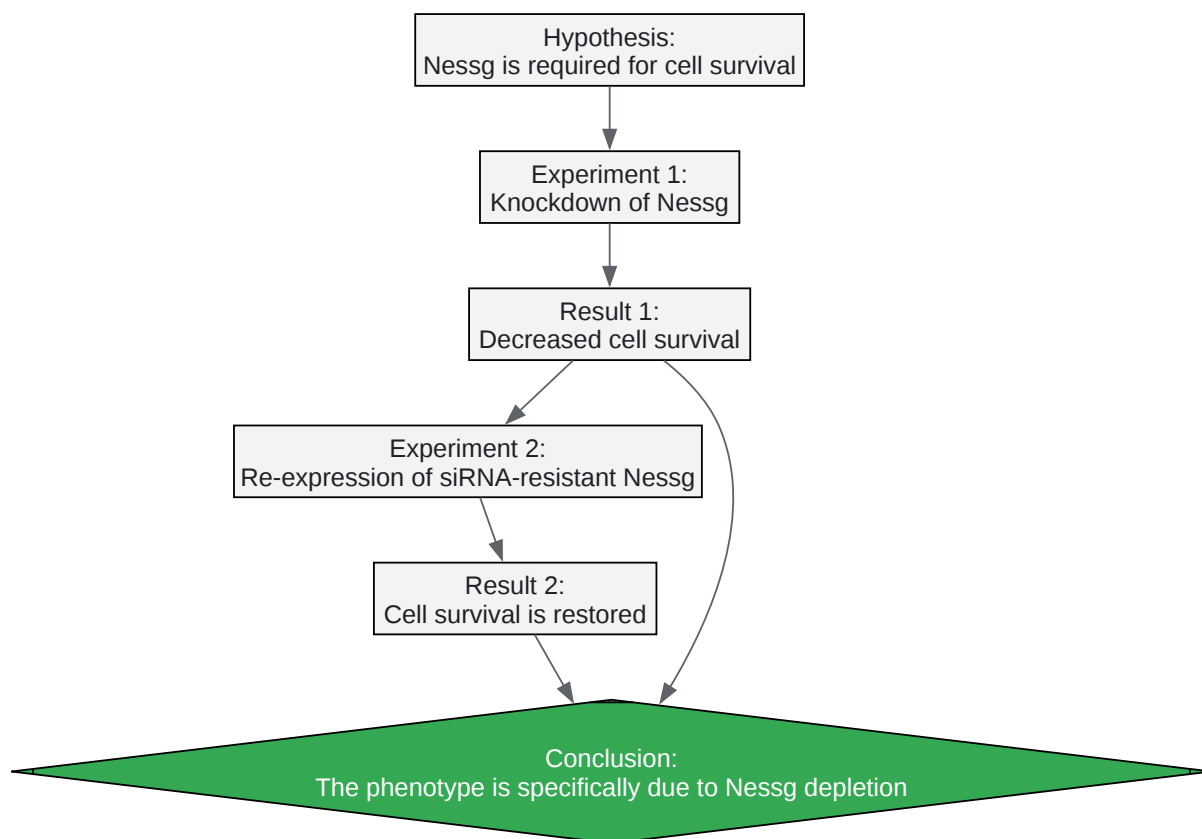 Hypothesis:
Nessg is required for cell survival
Experiment 1:
Knockdown of Nessg
Result 1:
Decreased cell survival
Experiment 2:
Re-expression of siRNA-resistant Nessg
Result 2:
Cell survival is restored
Conclusion:
The phenotype is specifically due to Nessg depletion